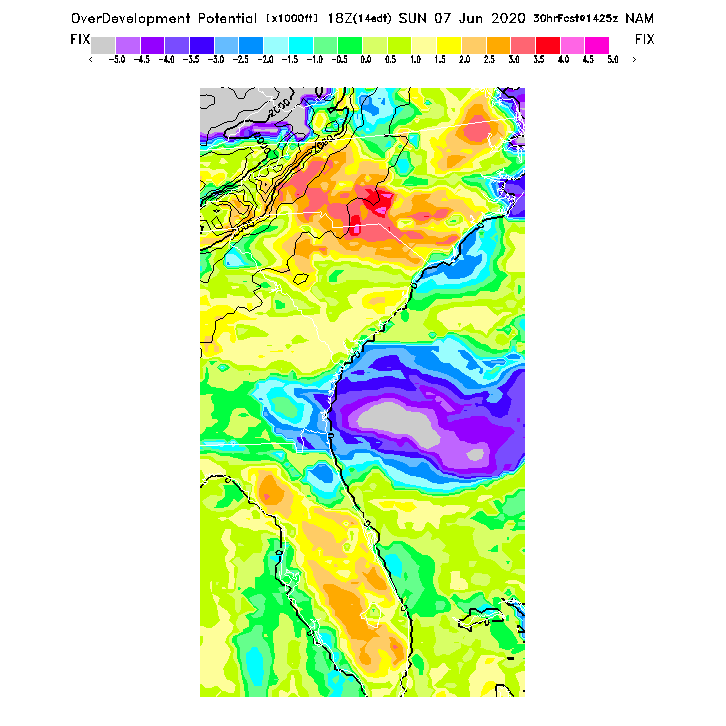 OverDevelopment Potential [x1000ft] 18Z(14edt) SUN 07 Jun 2020 30hrFcst@1425z NAM
FIX FIX
< -5.0 -4.5 -4.0 -3.5 -3.0 -2.5 -2.0 -1.5 -1.0 -0.5 0.0 0.5 1.0 1.5 2.0 2.5 3.0 3.5 4.0 4.5 5.0 >
2000
2000